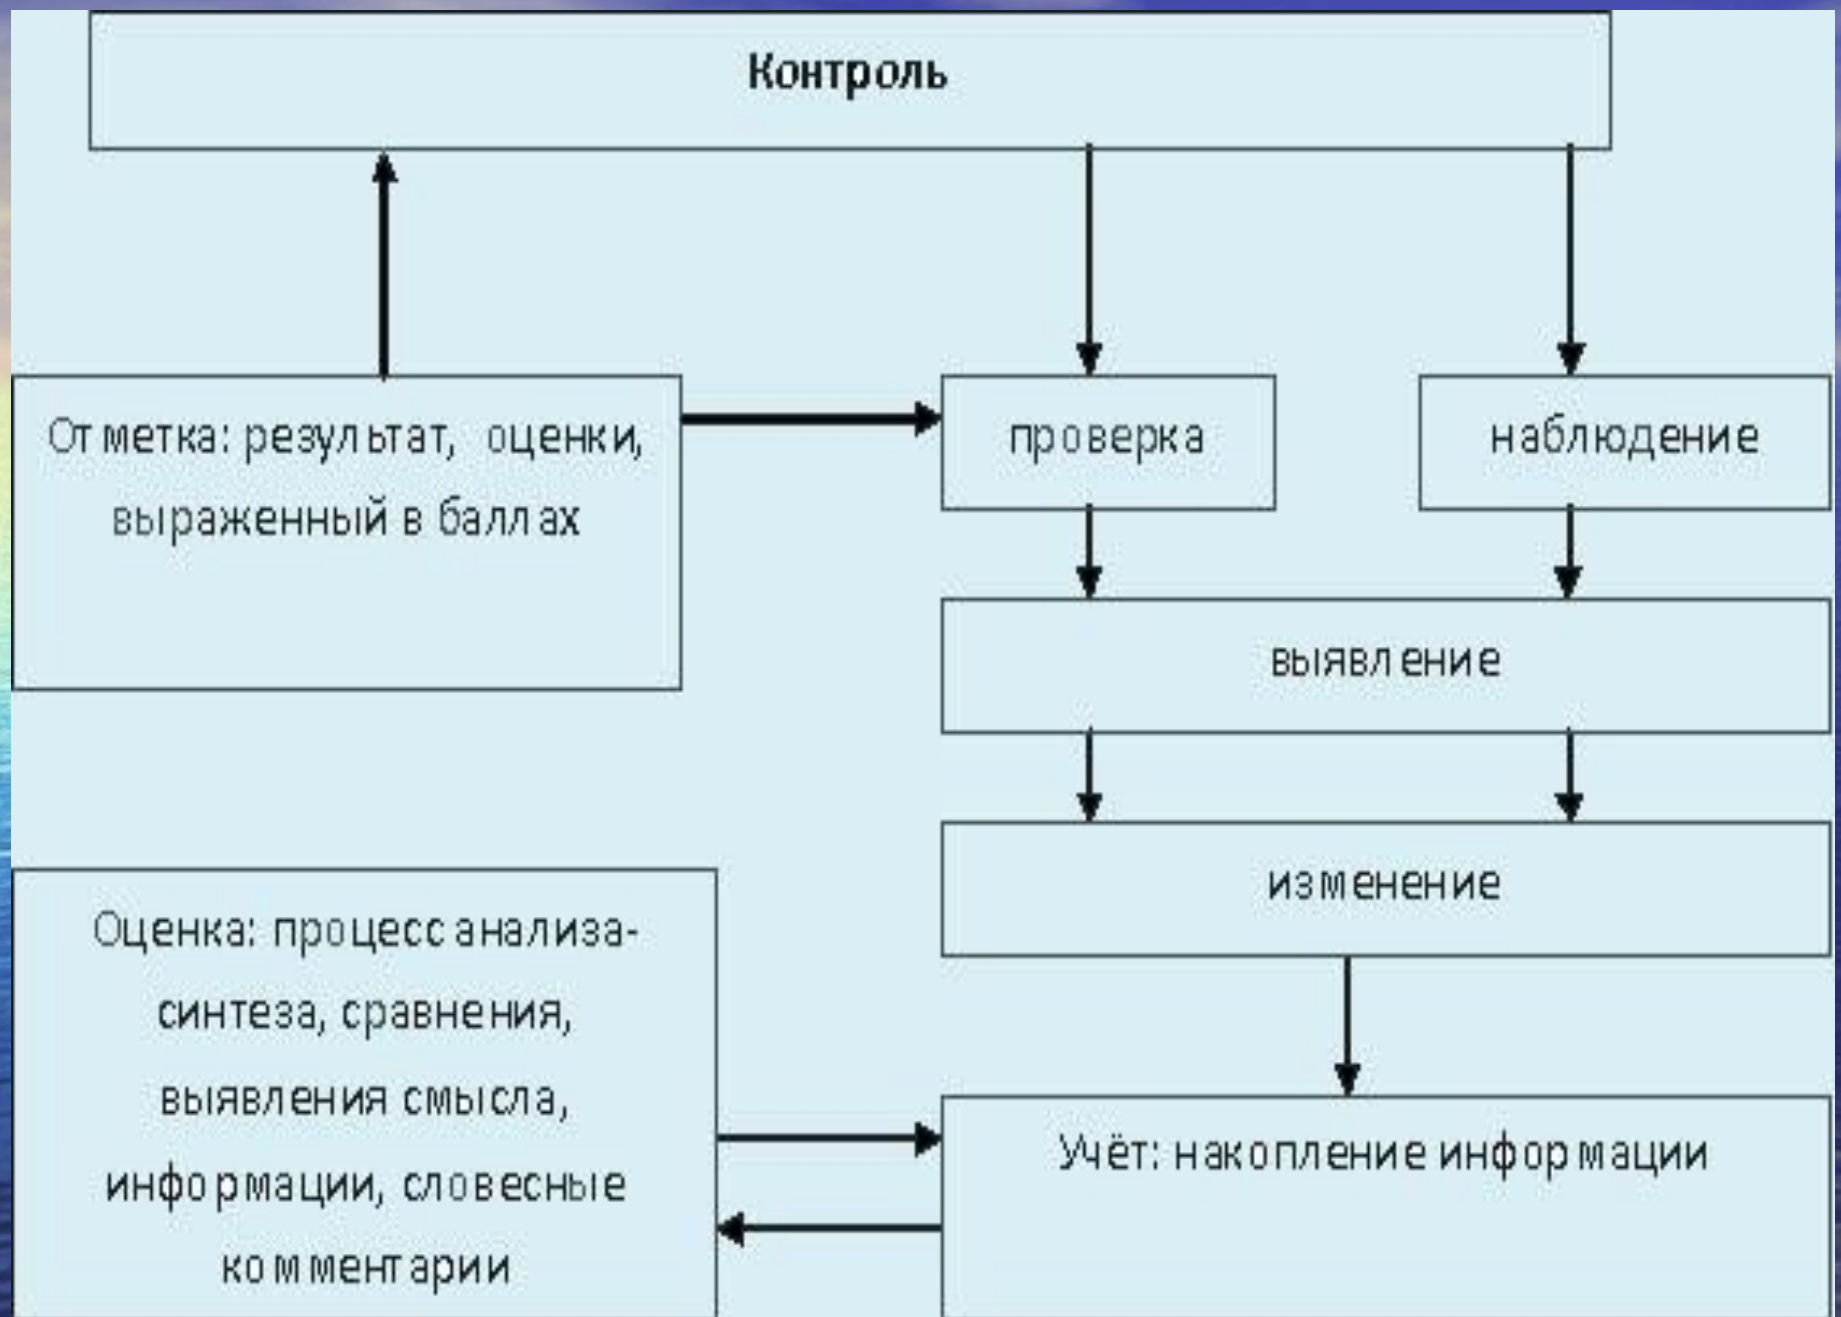 Контроль
Отметка: результат, оценки,
выраженный в баллах
проверка
наблюдение
выявление
изменение
Оценка: процесс анализа-
синтеза, сравнения,
выявления смысла,
информации, словесные
комментарии
Учёт: накопление информации